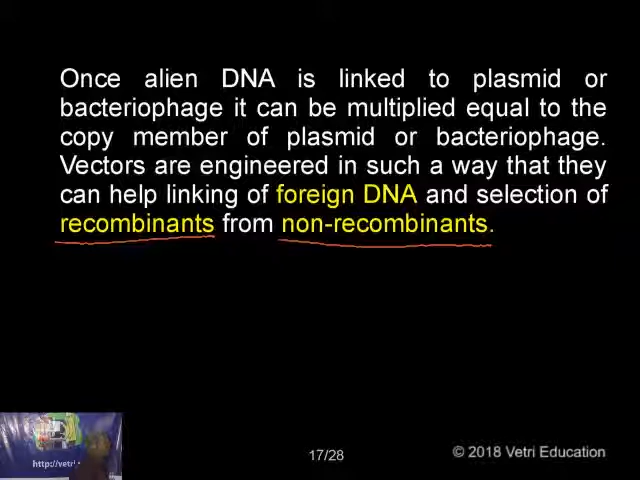 Once alien DNA is linked to plasmid or
bacteriophage it can be multiplied equal to the
copy member of plasmid or bacteriophage.
Vectors are engineered in such a way that they
can help linking of foreign DNA and selection of
recombinants from non-recombinants.
http://vetri
17/28
© 2018 Vetri Education